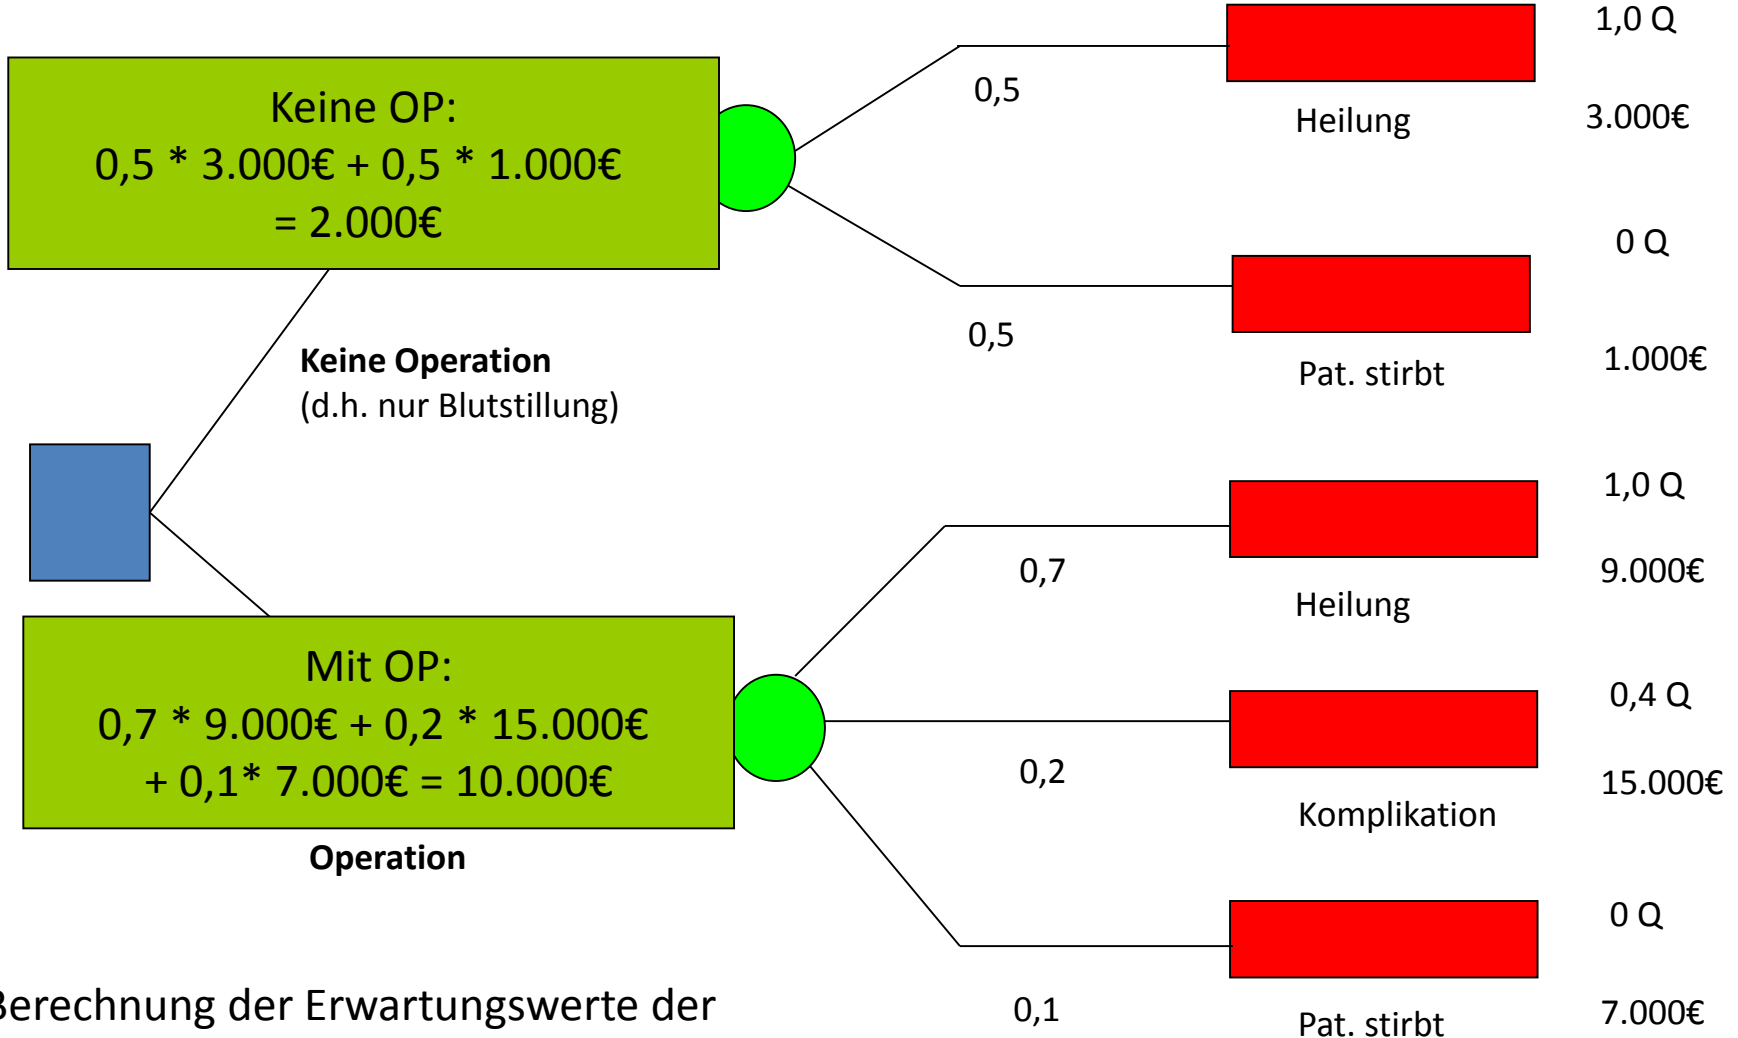 1,0 Q
0,5
Heilung
3.000€
Keine OP:
0,5 * 3.000€ + 0,5 * 1.000€
= 2.000€
0 Q
0,5
Pat. stirbt
1.000€
Keine Operation
(d.h. nur Blutstillung)
1,0 Q
0,7
Heilung
9.000€
Mit OP:
0,7 * 9.000€ + 0,2 * 15.000€
+ 0,1* 7.000€ = 10.000€
Operation
0,4 Q
0,2
Komplikation
15.000€
0 Q
0,1
Pat. stirbt
7.000€
Berechnung der Erwartungswerte der